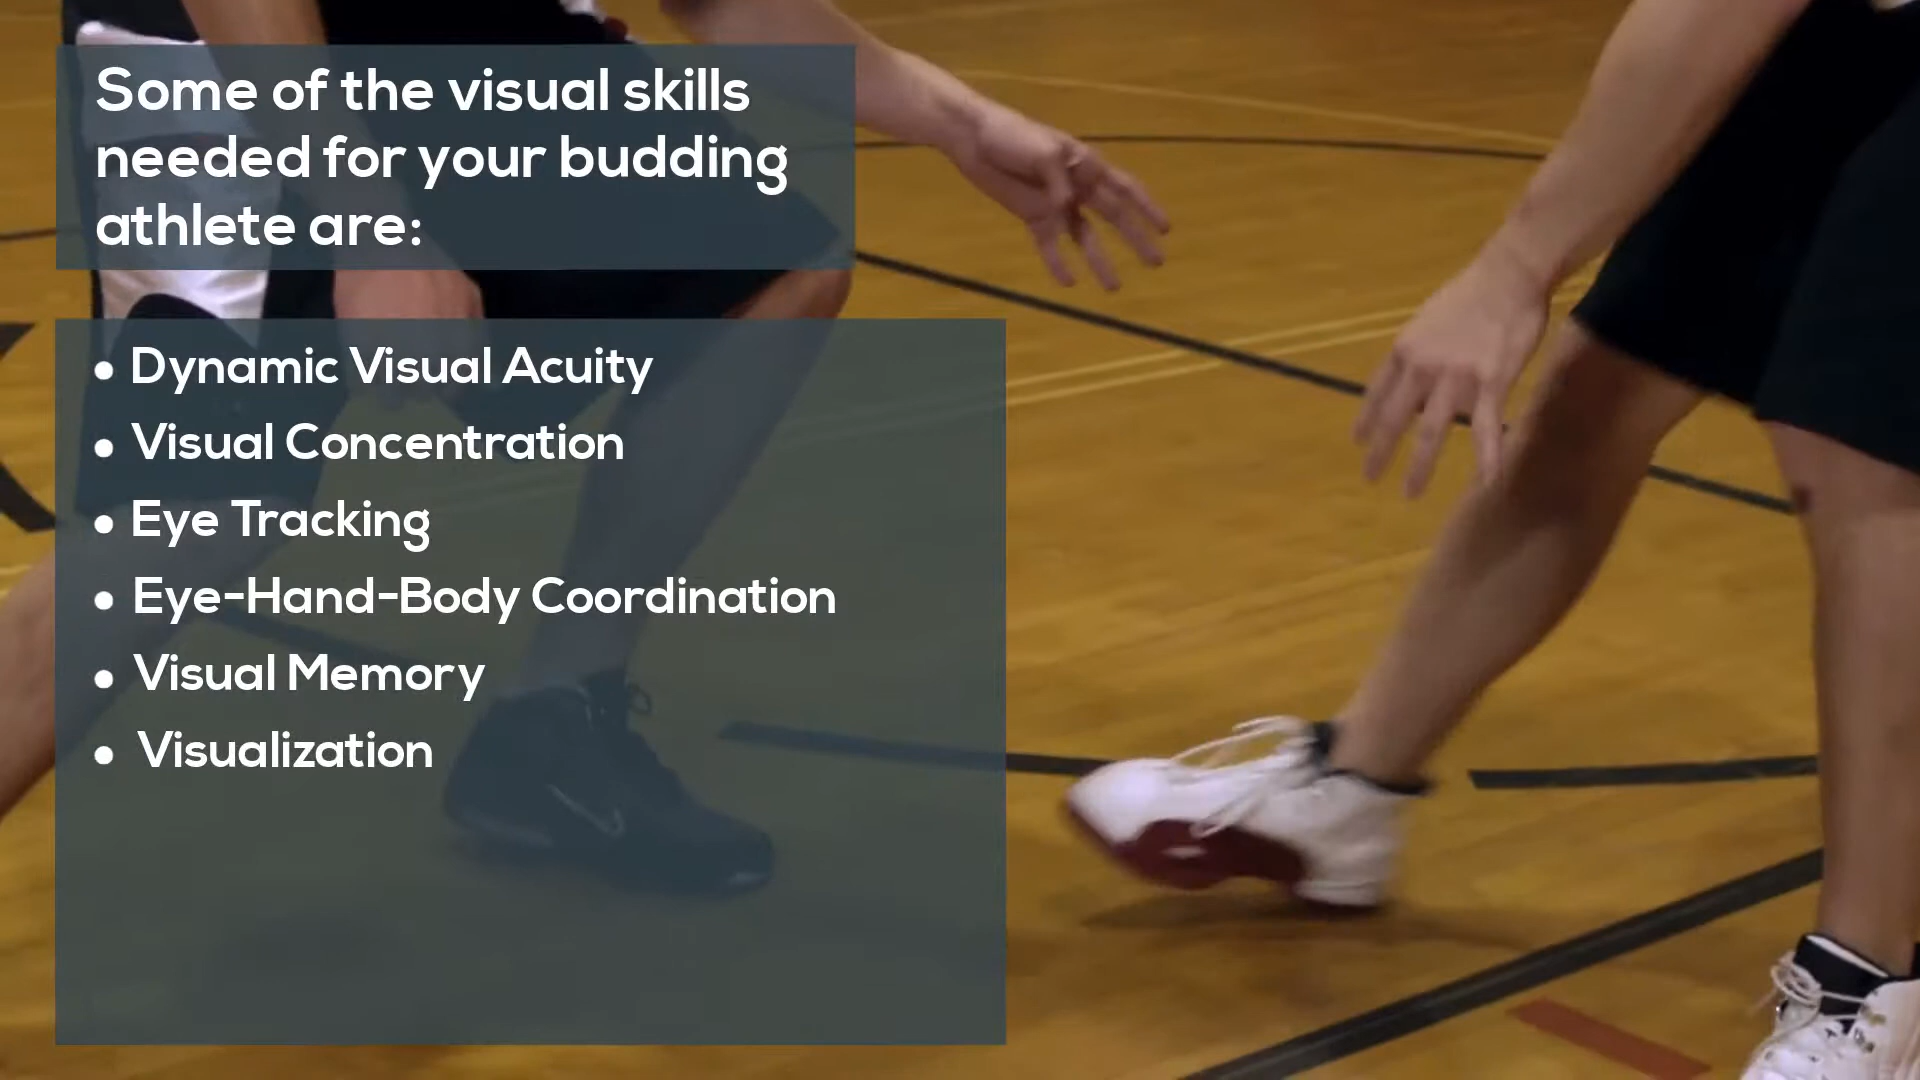 Some of the visual skills
needed for your budding
athlete are:
• Dynamic Visual Acuity
• Visual Concentration
• Eye Tracking
• Eye-Hand-Body Coordination
• Visual Memory
• Visualization